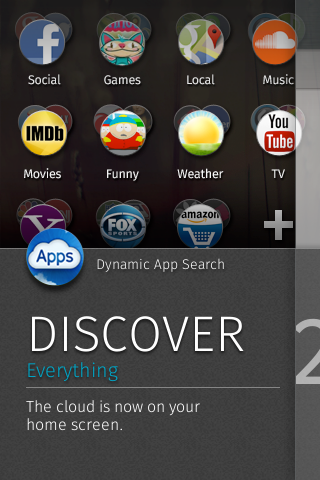 Social Games Local Music
IMDb You
Tube
Movies Funny Weather TV
Y FOX
SPORTS amazon
Apps Dynamic App Search
DISCOVER
Everything
The cloud is now on your
home screen.
2